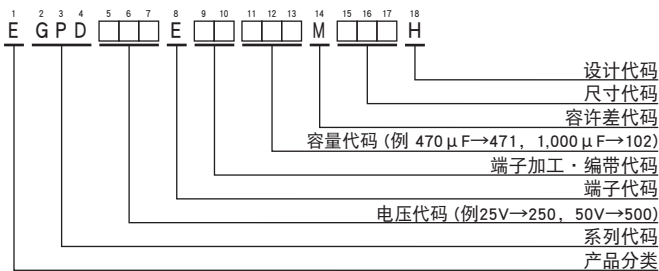 1 2 3 4 5 6 7 8 9 10 11 12 13 14 15 16 17 18
E GPD □□□ E □□ □□□ M □□□ H
设计代码
尺寸代码
容许差代码
容量代码 (例 470μF→471, 1,000μF→102)
端子加工・编带代码
端子代码
电压代码 (例25V→250, 50V→500)
系列代码
产品分类